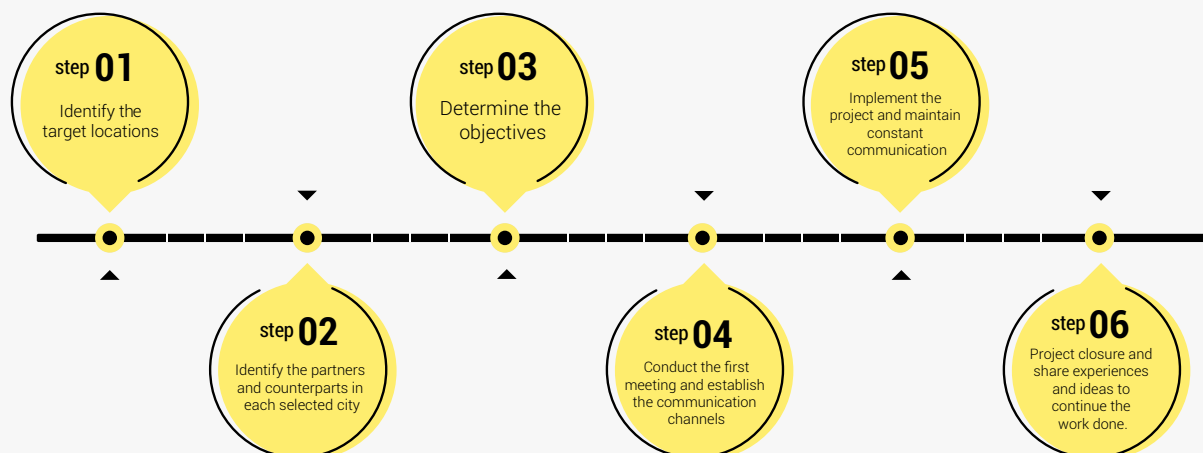 step 01
Identify the
target locations
step 02
Identify the partners
and counterparts in
each selected city
step 03
Determine the
objectives
step 04
Conduct the first
meeting and establish
the communication
channels
step 05
Implement the
project and maintain
constant
communication
step 06
Project closure and
share experiences
and ideas to
continue the
work done.